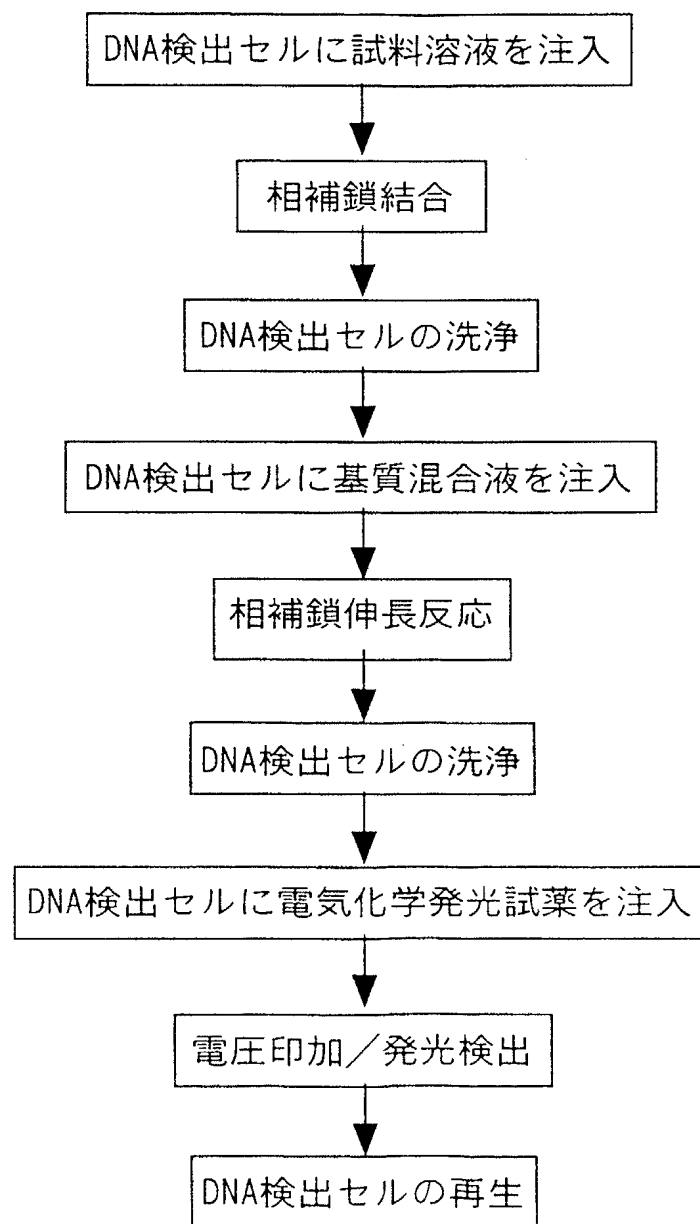 DNA検出セルに試料溶液を注入
相補鎖結合
DNA検出セルの洗浄
DNA検出セルに基質混合液を注入
相補鎖伸長反応
DNA検出セルの洗浄
DNA検出セルに電気化学発光試薬を注入
電圧印加／発光検出
DNA検出セルの再生